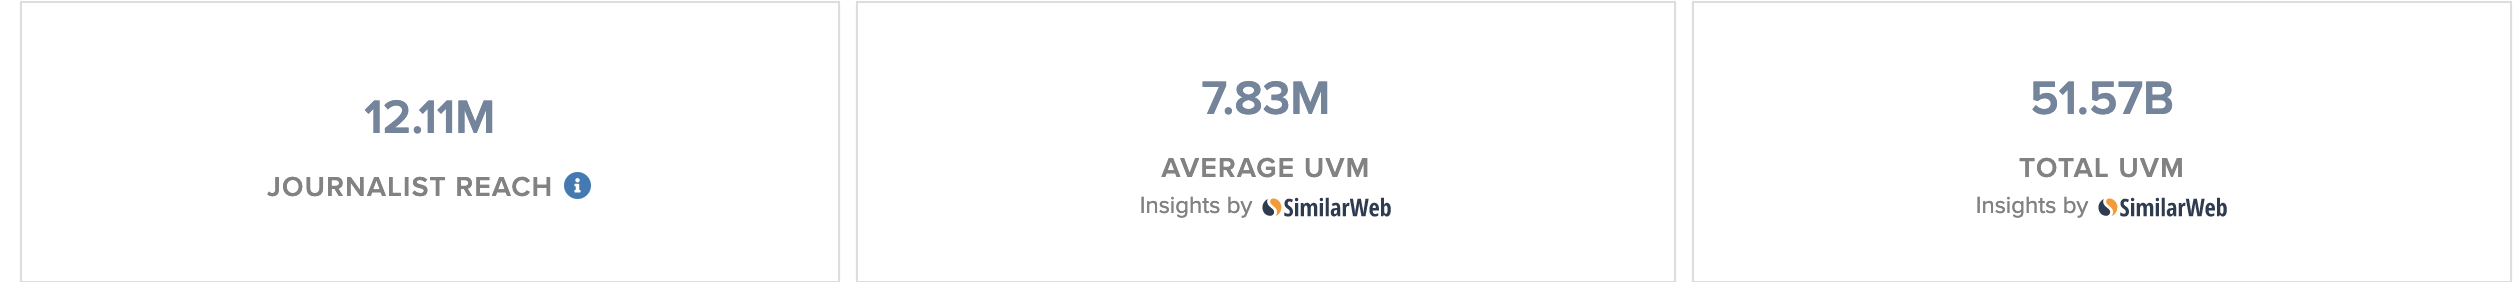 12.11M
JOURNALIST REACH
7.83M
AVERAGE UVM
Insights by SimilarWeb
51.57B
TOTAL UVM
Insights by SimilarWeb